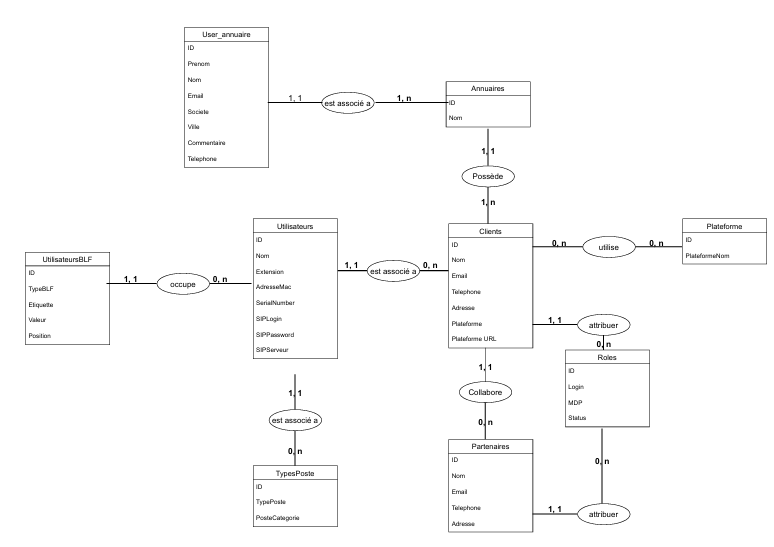 User_annuaire
ID
Prenom
Nom
Email
Societe
Ville
Commentaire
Telephone
1, 1
est associé a
1, n
Annuaires
ID
Nom
1, 1
Possède
1, n
UtilisateursBLF
ID
TypeBLF
Etiquette
Valeur
Position
1, 1
occupe
0, n
Utilisateurs
ID
Nom
Extension
AdresseMac
SerialNumber
SIPLogin
SIPPassword
SIPServeur
1, 1
est associé a
0, n
Clients
ID
Nom
Email
Telephone
Adresse
Plateforme
Plateforme URL
0, n
utilise
0, n
Plateforme
ID
PlateformeNom
1, 1
attribuer
0, n
Roles
ID
Login
MDP
Status
1, 1
est associé a
0, n
TypesPoste
ID
TypePoste
PosteCategorie
1, 1
Collabore
0, n
Partenaires
ID
Nom
Email
Telephone
Adresse
1, 1
attribuer
0, n